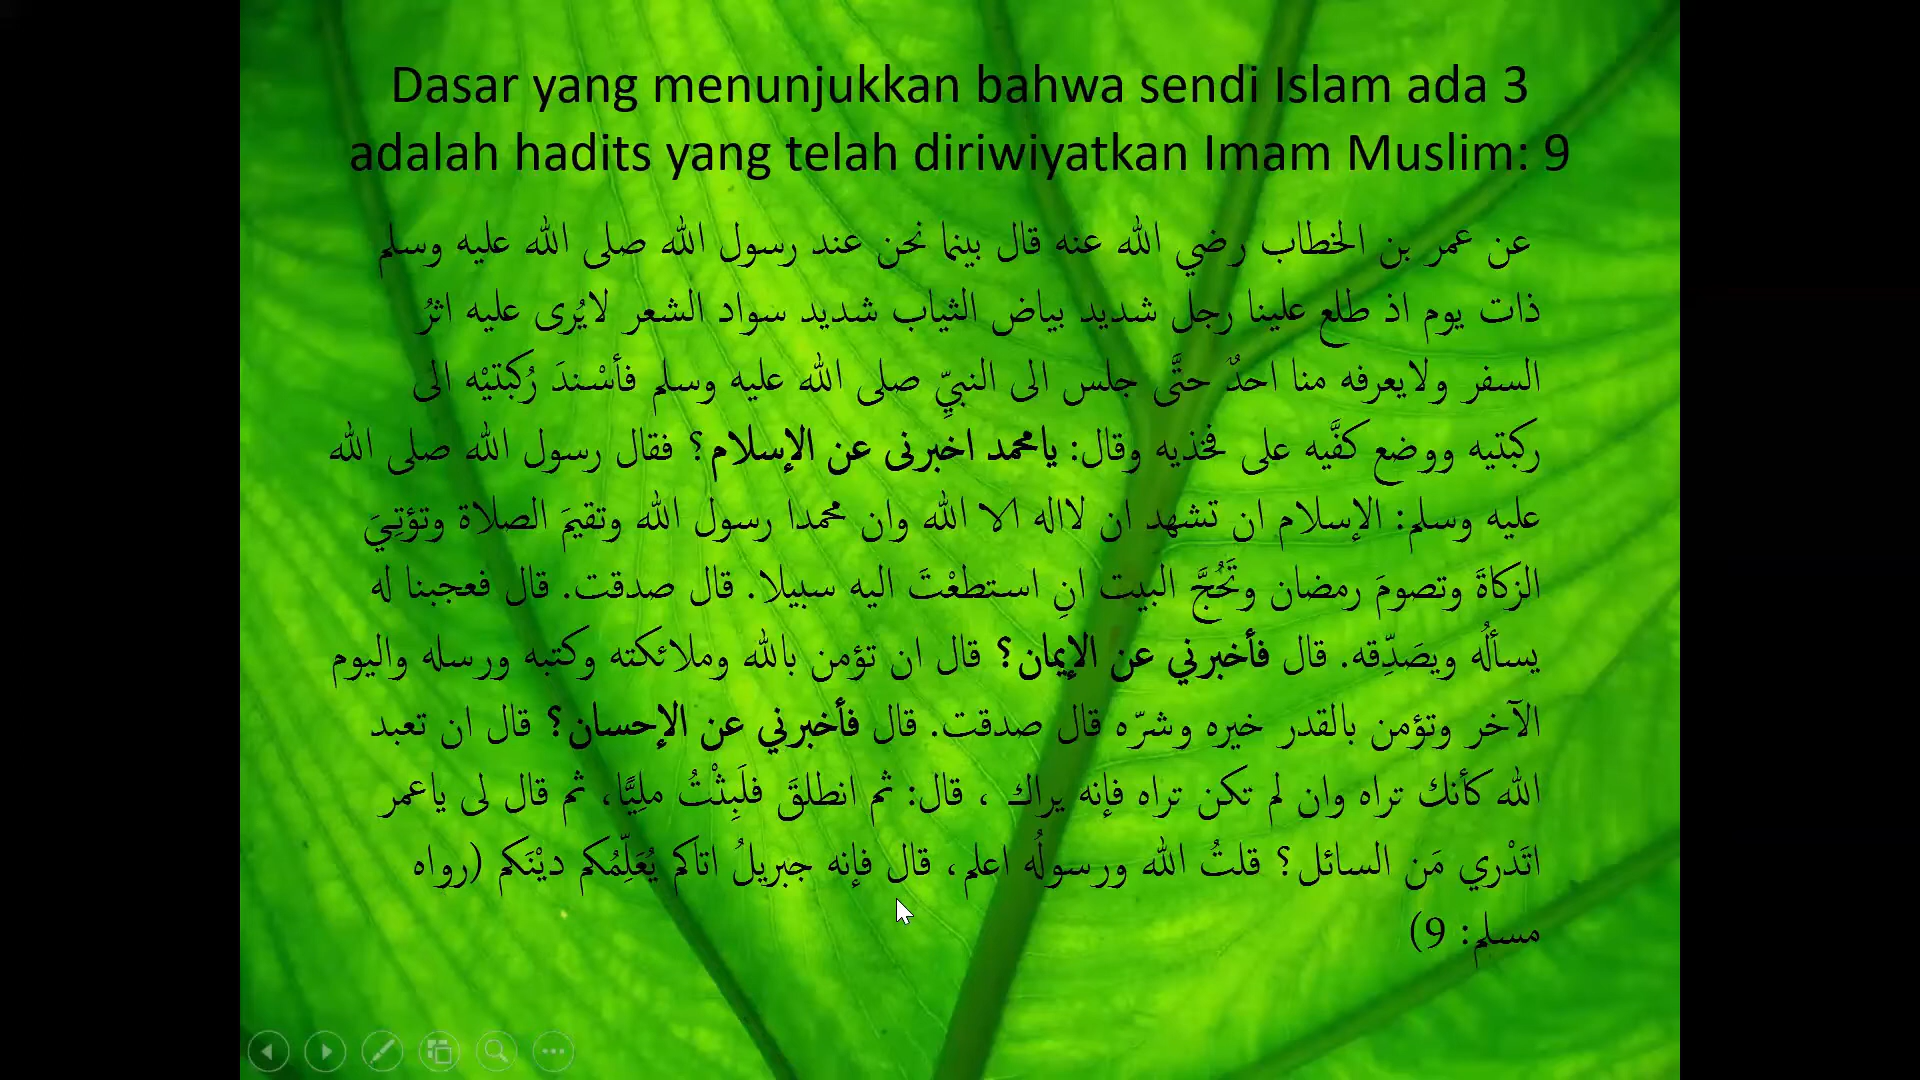 Dasar yang menunjukkan bahwa sendi Islam ada 3
adalah hadits yang telah diriwiyatkan Imam Muslim: 9
عن عمر بن الخطاب رضي الله عنه قال بينما نحن عند رسول الله صلى الله عليه وسلم
ذات يوم اذ طلع علينا رجل شديد بياض الثياب شديد سواد الشعر لايُرى عليه اثرُ
السفر ولايعرفه منا احدٌ حتَّى جلس الى النبيِّ صلى الله عليه وسلم فأسْندَ رُكبتيْه الى
ركبتيه ووضع كفَّيه على فخذيه وقال: يامحمد اخبرنى عن الإسلام؟ فقال رسول الله صلى الله
عليه وسلم: الإسلام ان تشهد ان لااله الا الله وان محمدا رسول الله وتقيمَ الصلاة وتؤتِيَ
الزكاةَ وتصومَ رمضان وتَحُجَّ البيت انِ استطعْتَ اليه سبيلا. قال صدقت. قال فعجبنا له
يسألُه ويصَدِّقه. قال فأخبرني عن الإيمان؟ قال ان تؤمن بالله وملائكته وكتبه ورسله واليوم
الآخر وتؤمن بالقدر خيره وشرّه قال صدقت. قال فأخبرني عن الإحسان؟ قال ان تعبد
الله كأنك تراه وان لم تكن تراه فإنه يراك ، قال: ثم انطلقَ فلَبِثْتُ ملِيًّا، ثم قال لى ياعمر
اتَدْري مَن السائل؟ قلتُ الله ورسولُه اعلم، قال فإنه جبريلُ اتاكم يُعَلِّمُكم ديْنَكم (رواه
مسلم: 9)